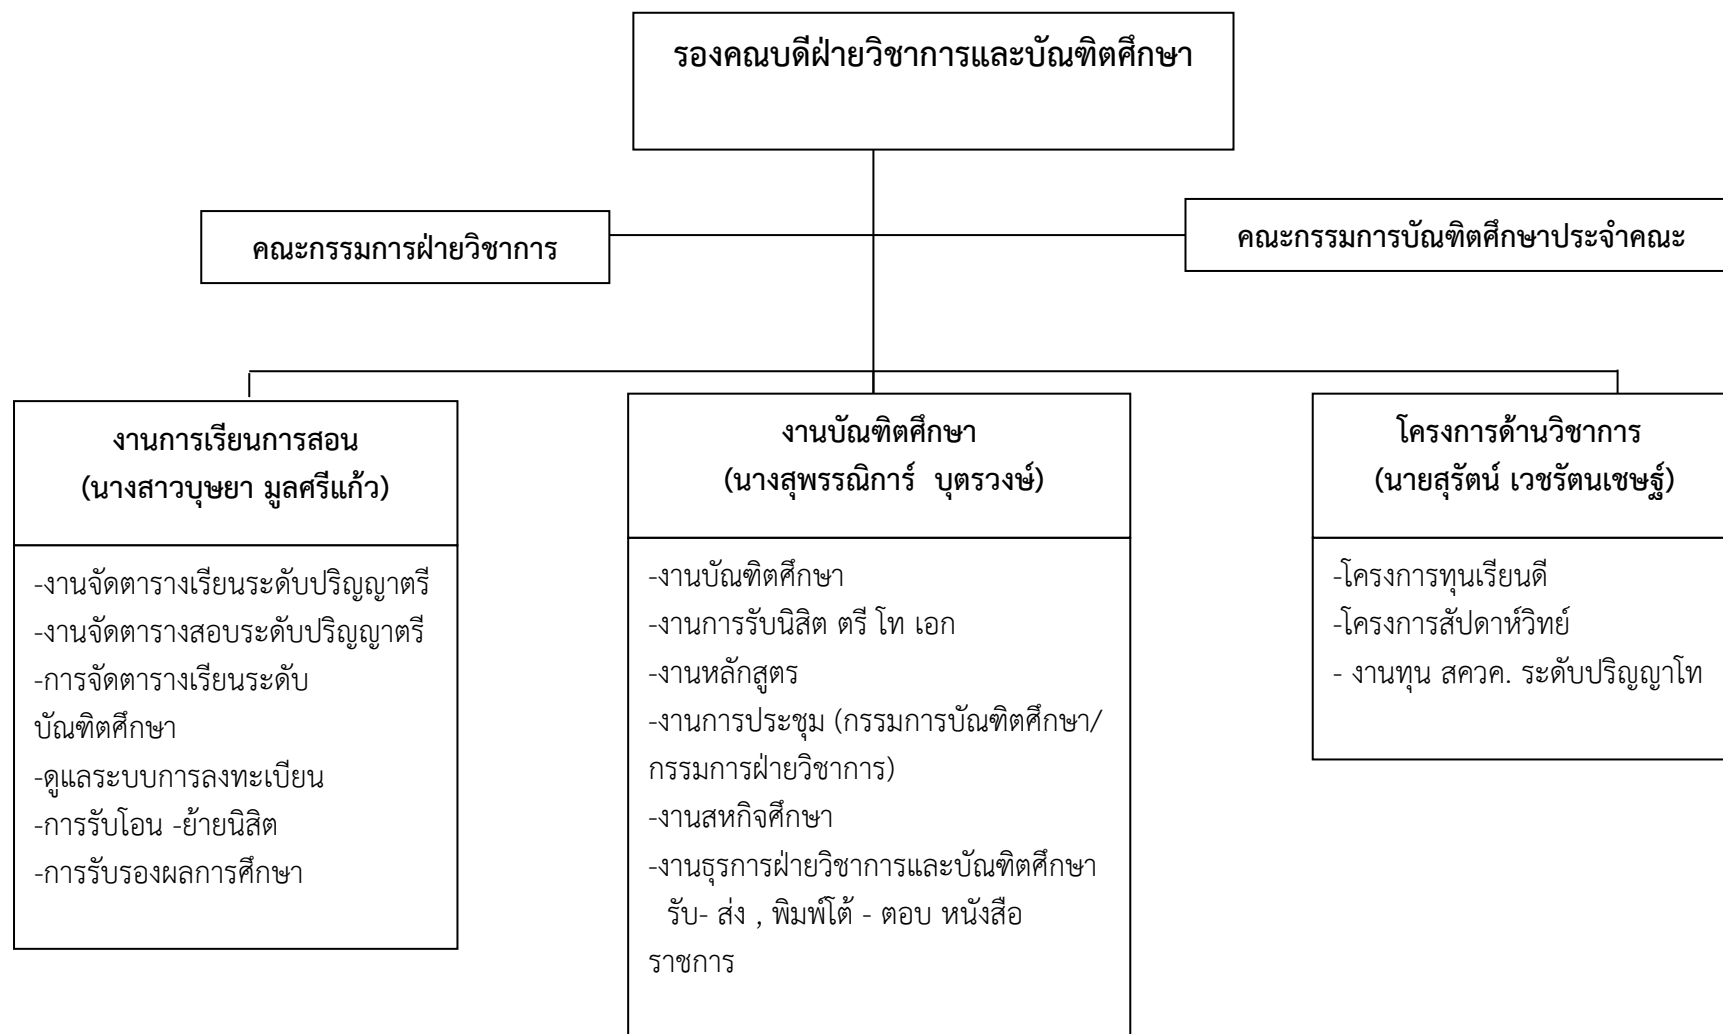 รองคณบดีฝ่ายวิชาการและบัณฑิตศึกษา
คณะกรรมการฝ่ายวิชาการ
คณะกรรมการบัณฑิตศึกษาประจำคณะ
งานการเรียนการสอน
(นางสาวบุษยา มูลศรีแก้ว)
-งานจัดตารางเรียนระดับปริญญาตรี
-งานจัดตารางสอบระดับปริญญาตรี
-การจัดตารางเรียนระดับ
บัณฑิตศึกษา
-ดูแลระบบการลงทะเบียน
-การรับโอน -ย้ายนิสิต
-การรับรองผลการศึกษา
งานบัณฑิตศึกษา
(นางสุพรรณิการ์ บุตรวงษ์)
-งานบัณฑิตศึกษา
-งานการรับนิสิต ตรี โท เอก
-งานหลักสูตร
-งานการประชุม (กรรมการบัณฑิตศึกษา/
กรรมการฝ่ายวิชาการ)
-งานสหกิจศึกษา
-งานธุรการฝ่ายวิชาการและบัณฑิตศึกษา
รับ- ส่ง , พิมพ์โต้ - ตอบ หนังสือ
ราชการ
โครงการด้านวิชาการ
(นายสุรัตน์ เวชรัตนเชษฐ์)
-โครงการทุนเรียนดี
-โครงการสัปดาห์วิทย์
- งานทุน สควค. ระดับปริญญาโท